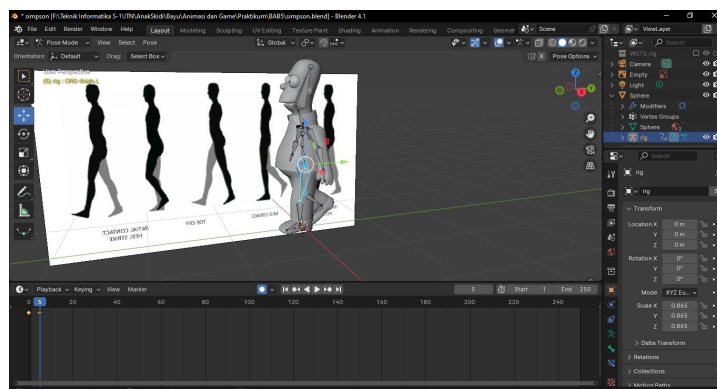 * simpson [F:\Teknik Informatika S-1\ITN\AnakSkidi\Bayu\Animasi dan Game\Praktikum\BAB5\simpson.blend] - Blender 4.1
File Edit Render Window Help Layout Modeling Sculpting UV Editing Texture Paint Shading Animation Rendering Compositing Geomet Scene ViewLayer
Pose Mode View Select Pose Global
Orientation: Default Drag: Select Box Pose Options
User Perspective
(5) rig : ORG-thigh.L
INITIAL CONTACT:
HEEL STRIKE
TOE OFF
MID STANCE
Search
WGTS_rig
Camera
Empty
Light
Sphere
Modifiers
Vertex Groups
Sphere 2
rig
Search
rig
rig
Transform
Location X 0 m
Y 0 m
Z 0 m
Rotation X 0°
Y 0°
Z 0°
Mode XYZ Eu...
Scale X 0.865
Y 0.865
Z 0.865
Delta Transform
Relations
Collections
Motion Paths
Playback Keying View Marker 5 Start 1 End 250
0 5 20 40 60 80 100 120 140 160 180 200 220 240